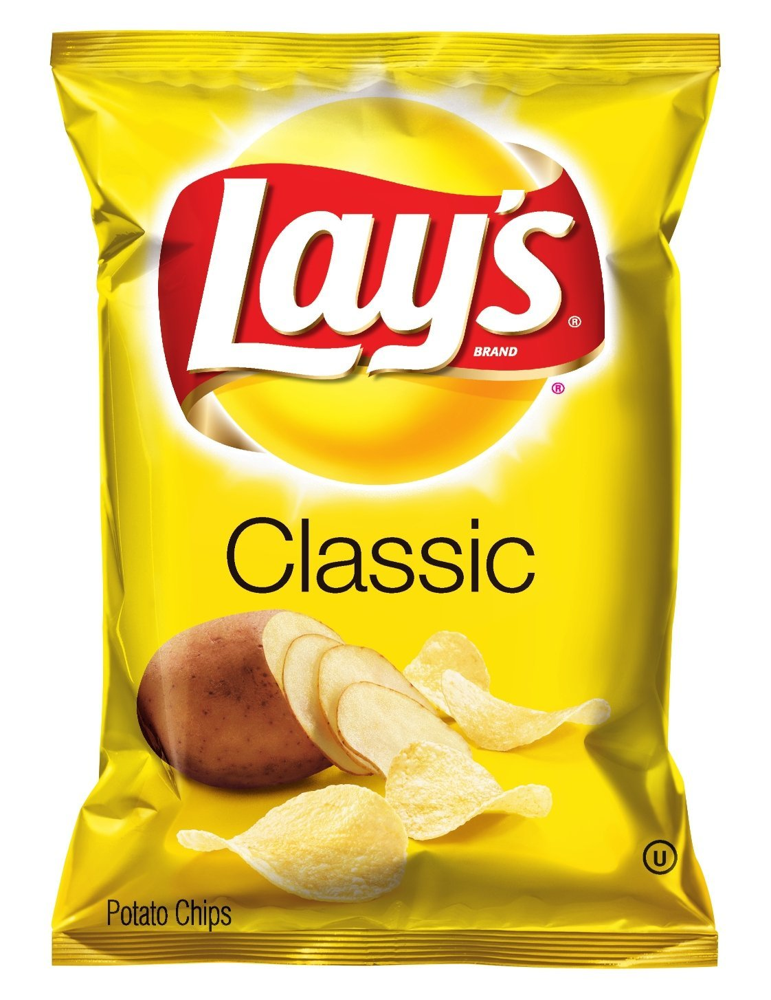 Lay's
®
BRAND
®
Classic
U
Potato Chips